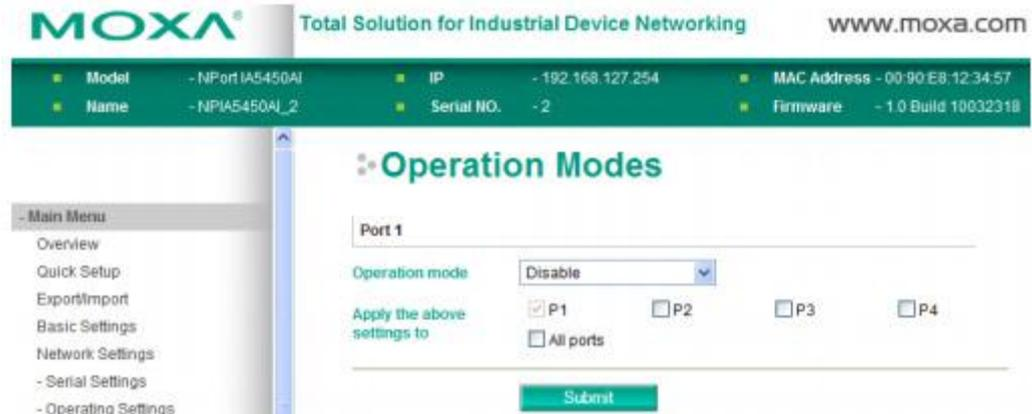 MOXA® Total Solution for Industrial Device Networking www.moxa.com
Model - NPort IA5450AI IP - 192.168.127.254 MAC Address - 00:90:E8:12:34:57
Name - NPIA5450AI_2 Serial NO. - 2 Firmware - 1.0 Build 10032318
Operation Modes
- Main Menu
Overview
Quick Setup
Export/Import
Basic Settings
Network Settings
- Serial Settings
- Operating Settings
Port 1
Operation mode Disable
Apply the above settings to P1 P2 P3 P4
All ports
Submit